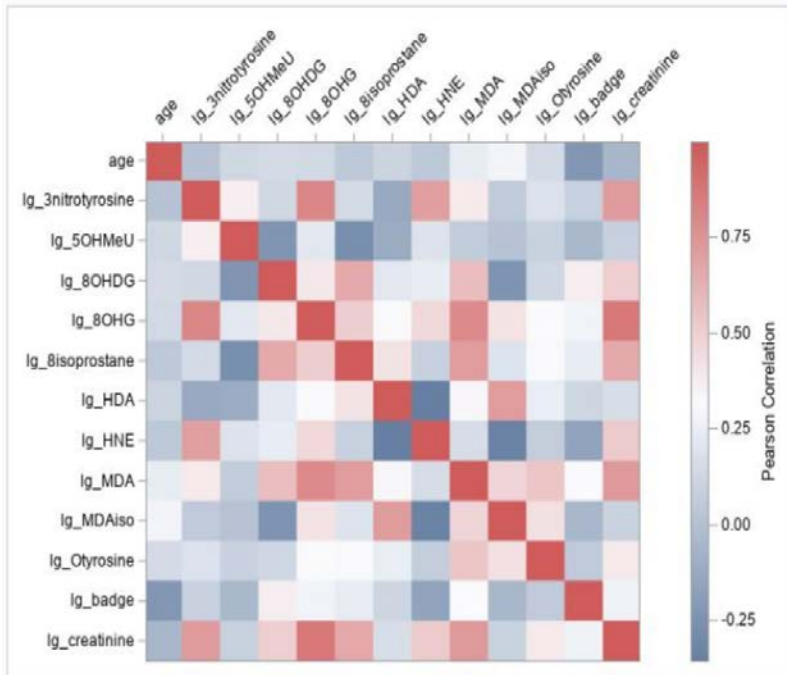 age
lg_3nitrotyrosine
lg_5OHMeU
lg_8OHDG
lg_8OHG
lg_8isoprostane
lg_HDA
lg_HNE
lg_MDA
lg_MDAiso
lg_Otyrosine
lg_badge
lg_creatinine
age
lg_3nitrotyrosine
lg_5OHMeU
lg_8OHDG
lg_8OHG
lg_8isoprostane
lg_HDA
lg_HNE
lg_MDA
lg_MDAiso
lg_Otyrosine
lg_badge
lg_creatinine
0.75
0.50
0.25
0.00
-0.25
Pearson Correlation